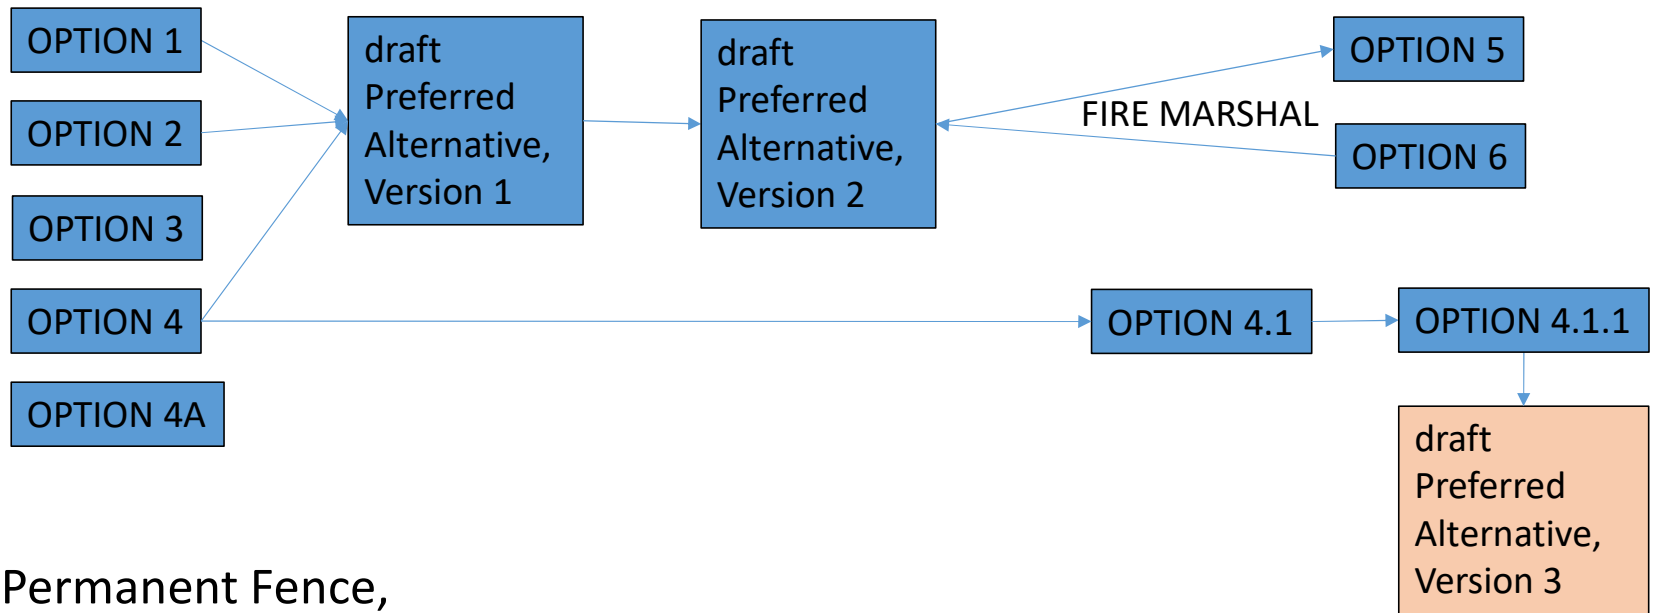 OPTION 1
OPTION 2
OPTION 3
OPTION 4
OPTION 4A
draft
Preferred
Alternative,
Version 1
draft
Preferred
Alternative,
Version 2
FIRE MARSHAL
OPTION 5
OPTION 6
OPTION 4.1
OPTION 4.1.1
draft
Preferred
Alternative,
Version 3
Permanent Fence,